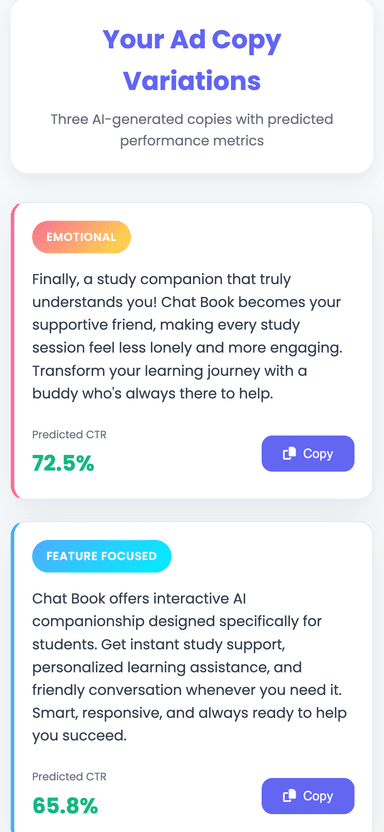 Your Ad Copy
Variations
Three AI-generated copies with predicted
performance metrics
EMOTIONAL
Finally, a study companion that truly
understands you! Chat Book becomes your
supportive friend, making every study
session feel less lonely and more engaging.
Transform your learning journey with a
buddy who's always there to help.
Predicted CTR
72.5%
Copy
FEATURE FOCUSED
Chat Book offers interactive AI
companionship designed specifically for
students. Get instant study support,
personalized learning assistance, and
friendly conversation whenever you need it.
Smart, responsive, and always ready to help
you succeed.
Predicted CTR
65.8%
Copy